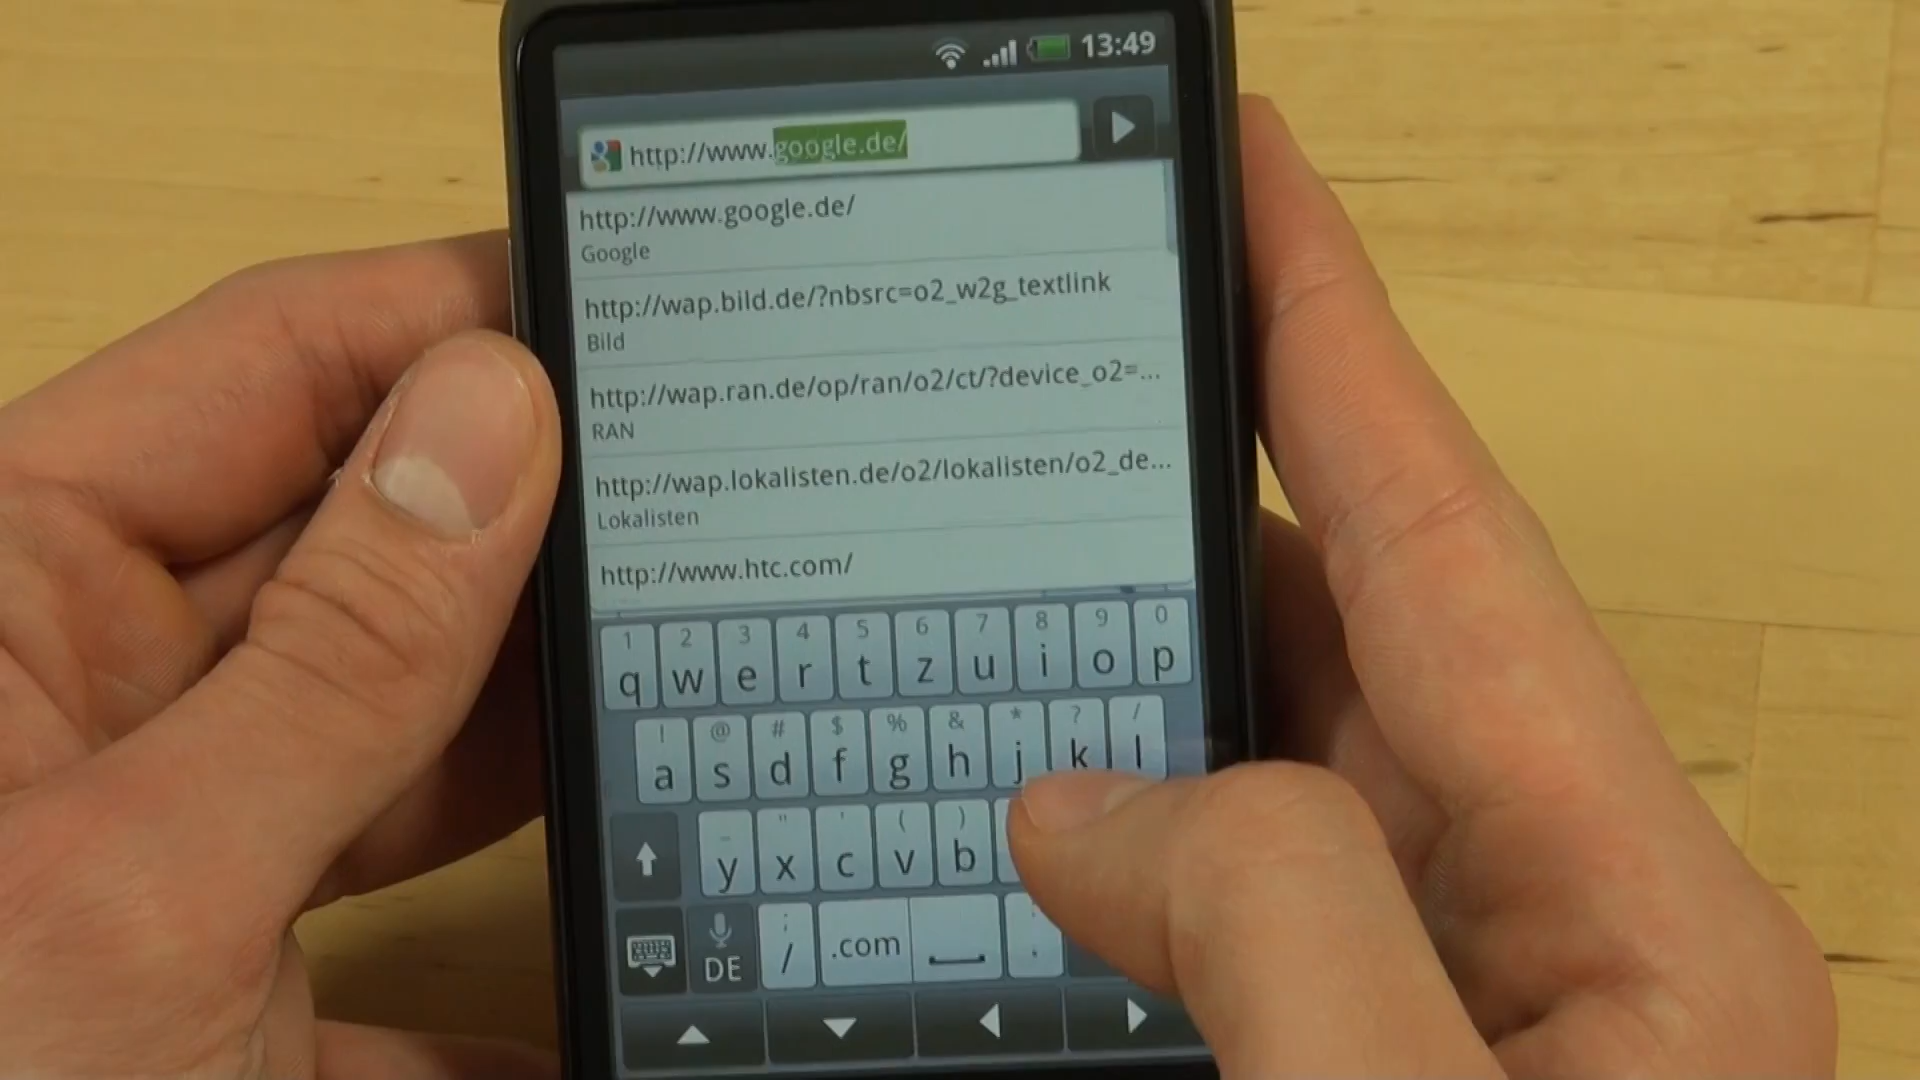 13:49
http://www.google.de/
http://www.google.de/
Google
http://wap.bild.de/?nbsrc=o2_w2g_textlink
Bild
http://wap.ran.de/op/ran/o2/ct/?device_o2=...
RAN
http://wap.lokalisten.de/o2/lokalisten/o2_de...
Lokalisten
http://www.htc.com/
1 2 3 4 5 6 7 8 9 0
q w e r t z u i o p
! @ # $ % & * ? /
a s d f g h j k l
_ " ' ( )
y x c v b
;
DE / .com .